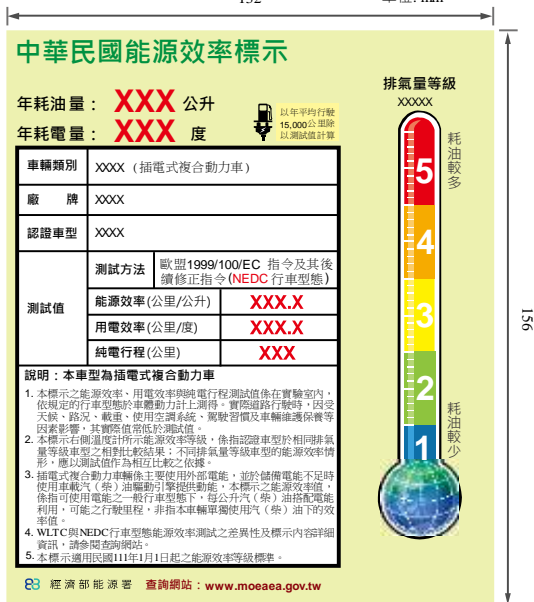 132 單位: mm
中華民國能源效率標示
年耗油量： XXX 公升
年耗電量： XXX 度
以年平均行駛
15,000公里除
以測試值計算
車輛類別 XXXX （插電式複合動力車）
廠 牌 XXXX
認證車型 XXXX
測試值
測試方法 歐盟1999/100/EC 指令及其後
續修正指令(NEDC 行車型態)
能源效率(公里/公升) XXX.X
用電效率(公里/度) XXX.X
純電行程(公里) XXX
說明：本車型為插電式複合動力車
1. 本標示之能源效率、用電效率與純電行程測試值係在實驗室內，
依規定的行車型態於車體動力計上測得。實際道路行駛時，因受
天候、路況、載重、使用空調系統、駕駛習慣及車輛維護保養等
因素影響，其實際值常低於測試值。
2. 本標示右側溫度計所示能源效率等級，係指認證車型於相同排氣
量等級車型之相對比較結果；不同排氣量等級車型的能源效率情
形，應以測試值作為相互比較之依據。
3. 插電式複合動力車輛係主要使用外部電能，並於儲備電能不足時
使用車載汽（柴）油驅動引擎提供動能，本標示之能源效率值，
係指可使用電能之一般行車型態下，每公升汽（柴）油搭配電能
利用，可能之行駛里程，非指本車輛單獨使用汽（柴）油下的效
率值。
4. WLTC與NEDC行車型態能源效率測試之差異性及標示內容詳細
資訊，請參閱查詢網站。
5. 本標示適用民國111年1月1日起之能源效率等級標準。
經濟部能源署 查詢網站：www.moeaea.gov.tw
排氣量等級
XXXXX
耗油較多
5
4
3
2
1
耗油較少
156